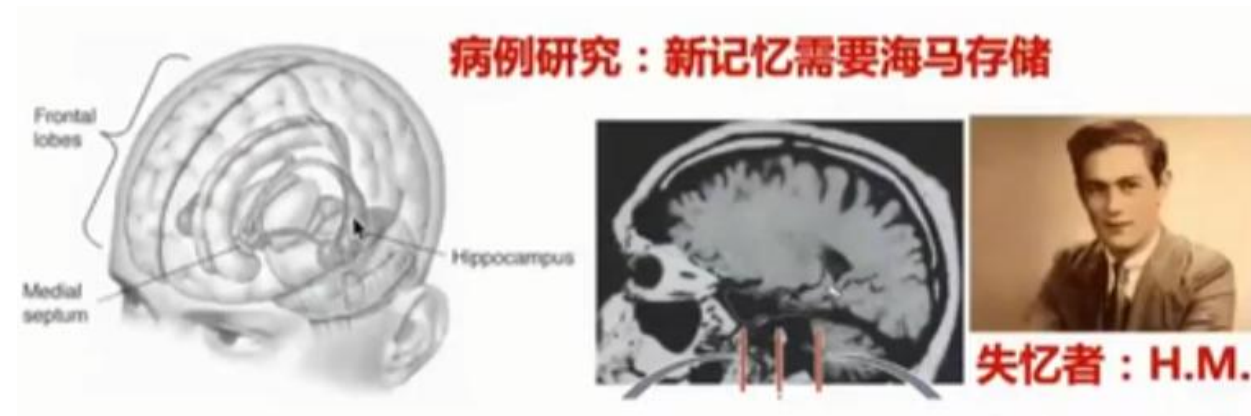 病例研究：新记忆需要海马存储
Frontal
lobes
Hippocampus
Medial
septum
失忆者：H.M.